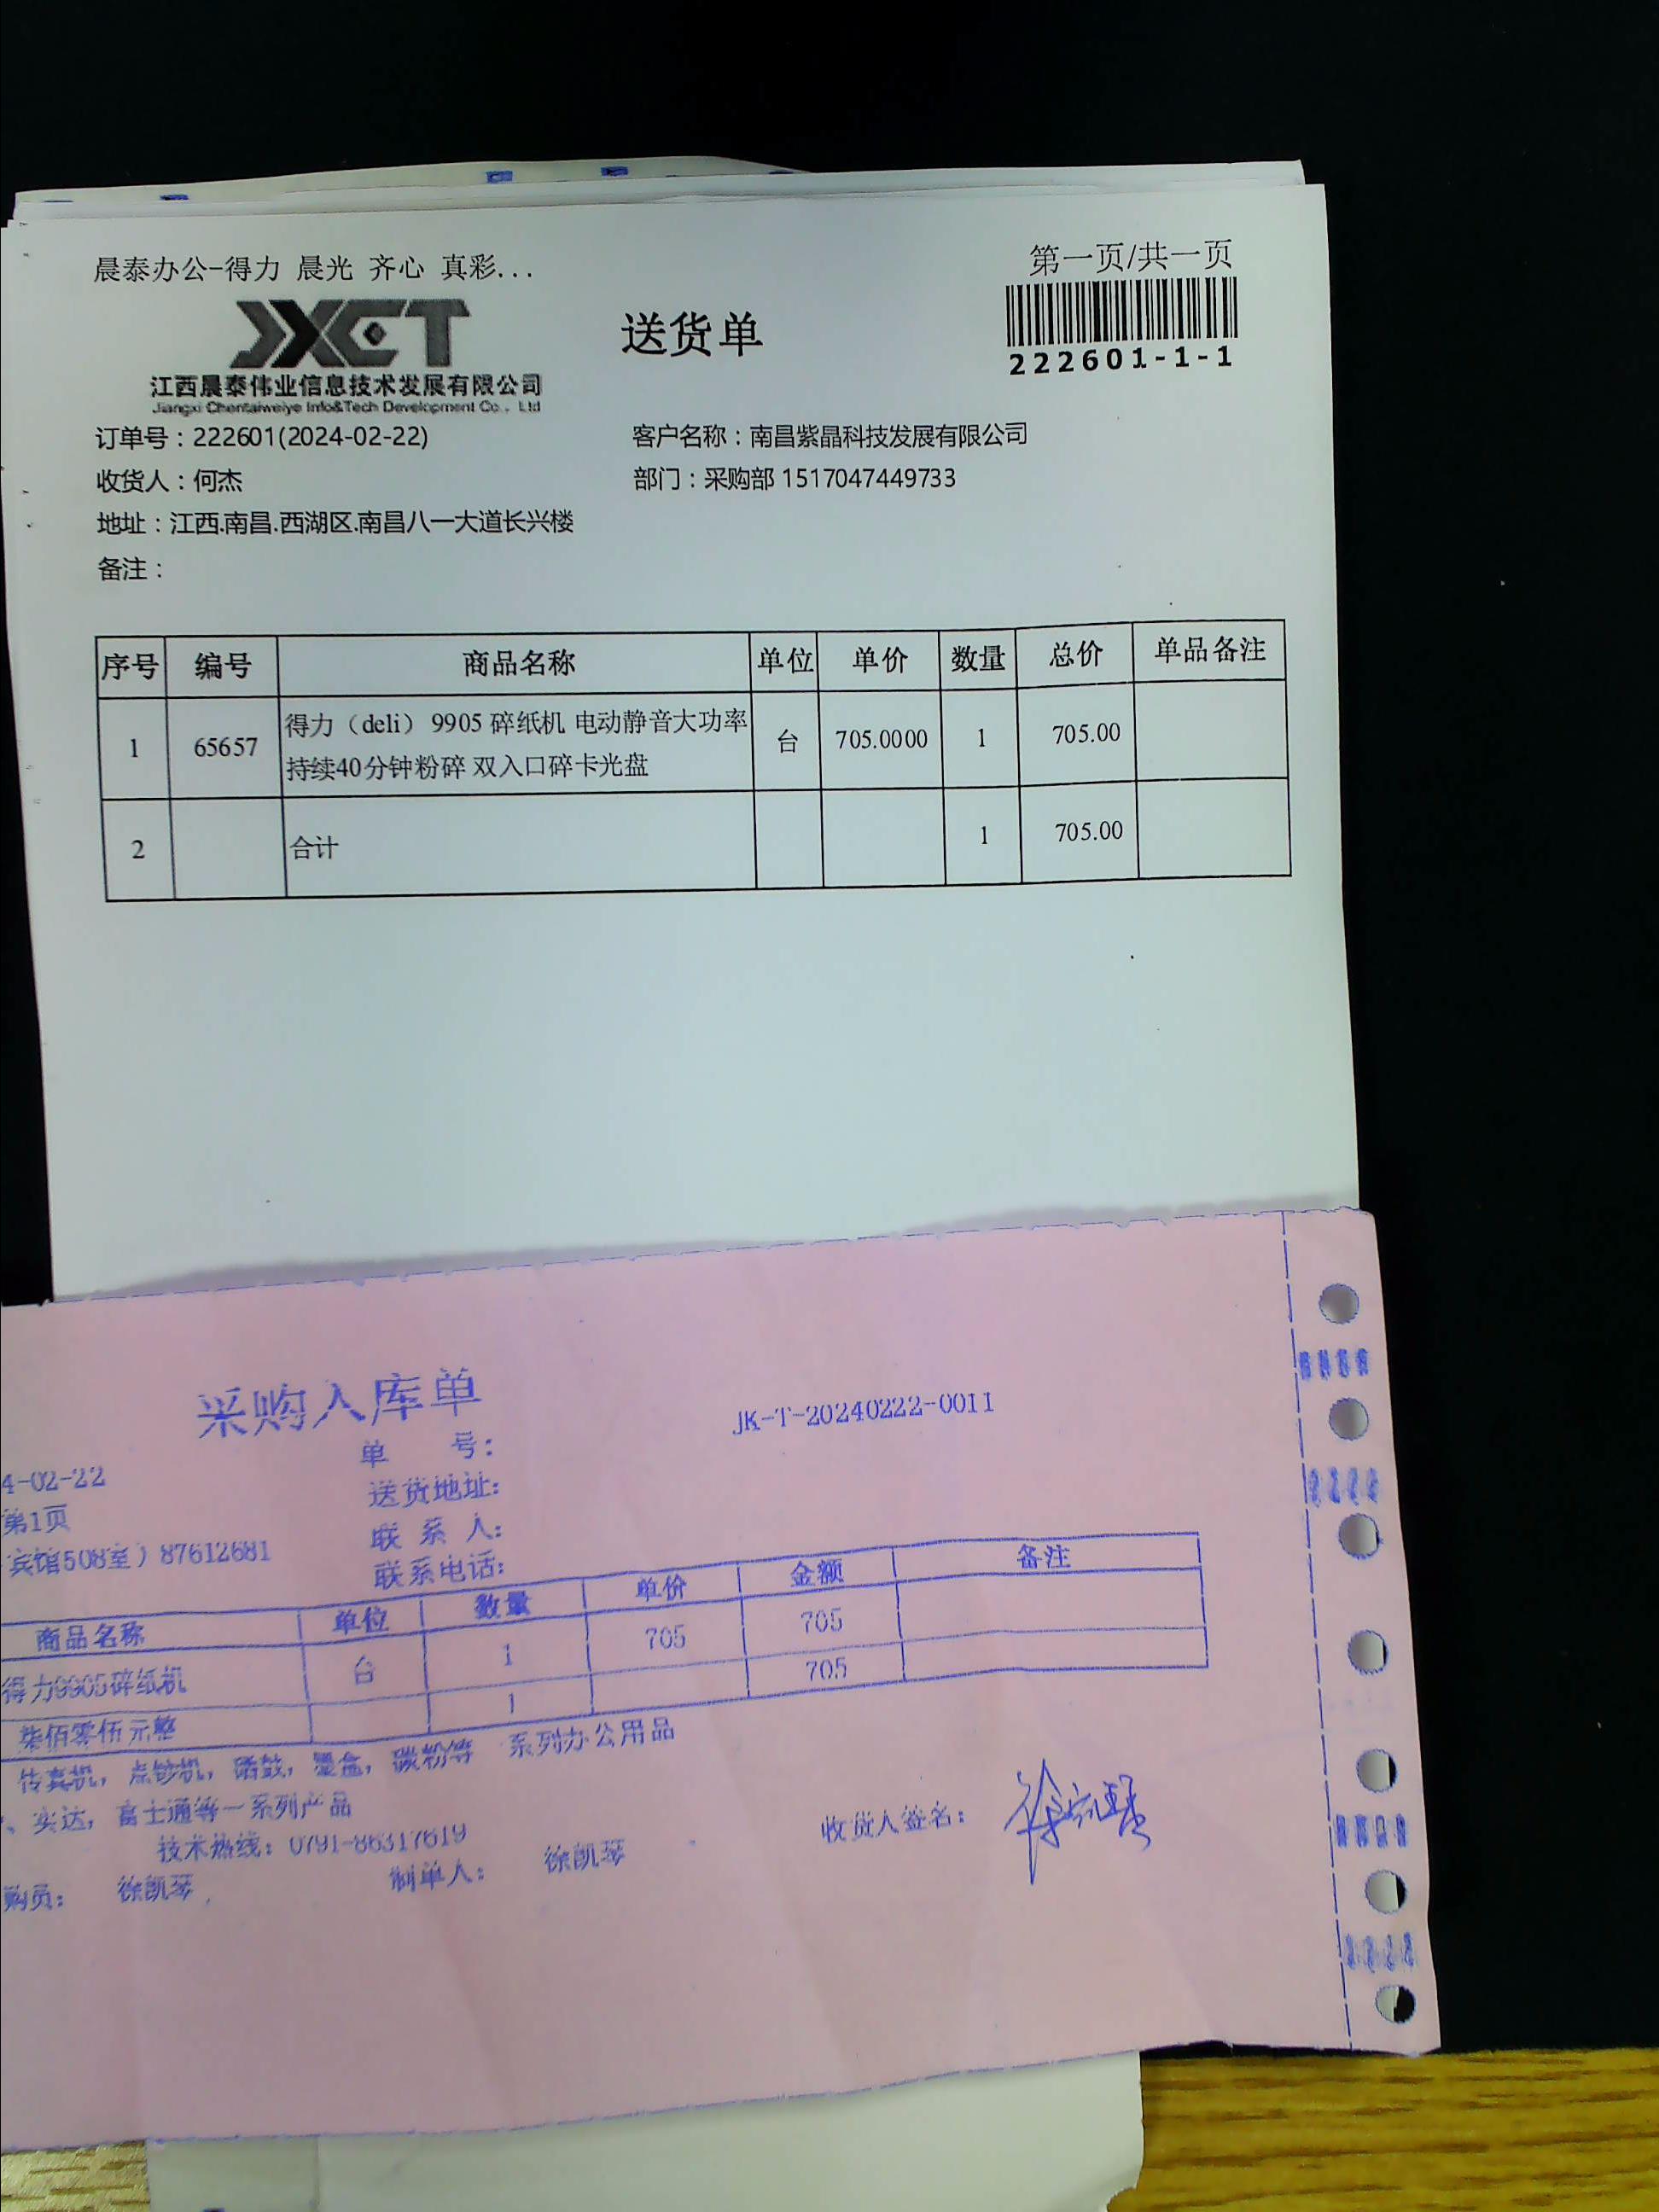 晨泰办公-得力 晨光 齐心 真彩...
第一页/共一页
JXCT
送货单
222601-1-1
江西晨泰伟业信息技术发展有限公司
Jiangxi Chentaiweiye Info&Tech Development Co., Ltd
订单号：222601(2024-02-22) 客户名称：南昌紫晶科技发展有限公司
收货人：何杰 部门：采购部 1517047449733
地址：江西.南昌.西湖区.南昌八一大道长兴楼
备注：
序号 编号 商品名称 单位 单价 数量 总价 单品备注
1 65657 得力（deli） 9905 碎纸机 电动静音大功率 台 705.0000 1 705.00
持续40分钟粉碎 双入口碎卡光盘
2 合计 1 705.00
采购入库单
单 号： JK-T-20240222-0011
4-02-22 送货地址：
第1页 联 系 人：
宾馆508室）87612681 联系电话：
商品名称 单位 数量 单价 金额 备注
得力9905碎纸机 台 1 705 705
柒佰零伍元整 1 705
传真机，点钞机，硒鼓，墨盒，碳粉等 系列办公用品
、实达，富士通等一系列产品
技术热线：0791-86317619 收货人签名： 徐凯琴
购员： 徐凯琴 制单人： 徐凯琴